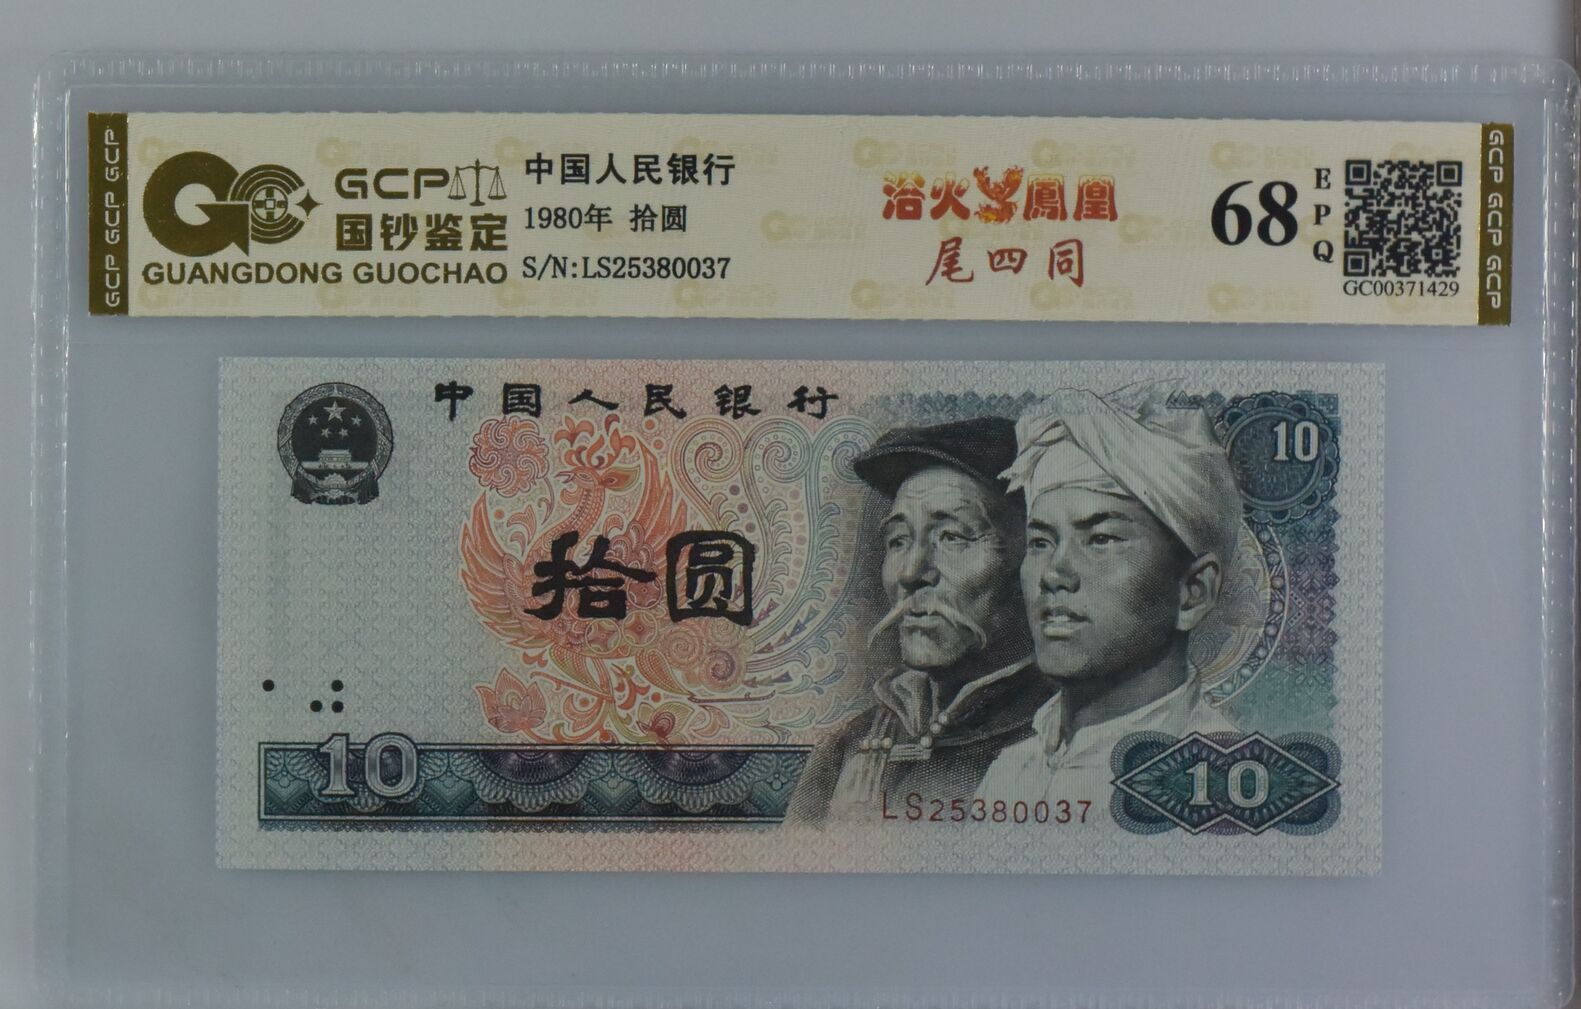 GCP GCP GCP
GCP
国钞鉴定
GUANGDONG GUOCHAO
中国人民银行
1980年 拾圆
S/N:LS25380037
浴火鳳凰
尾四同
68
EPQ
GC00371429
GCP GCP GCP
中国人民银行
10
拾圆
10
LS25380037
10